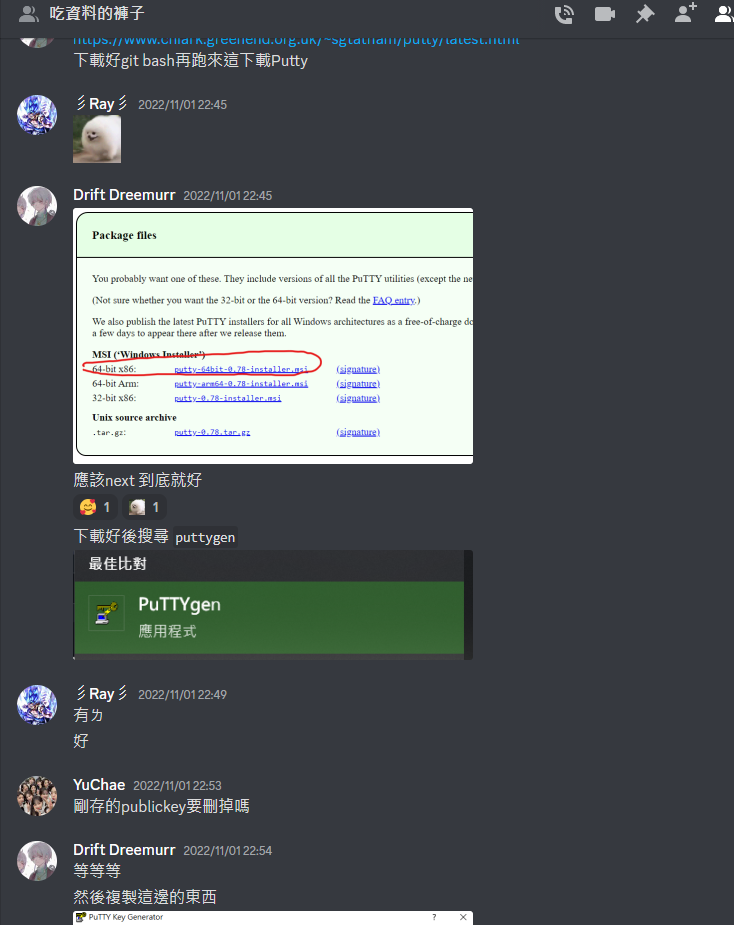 吃資料的褲子
https://www.chiark.greenend.org.uk/~sgtatham/putty/latest.html
下載好git bash再跑來這下載Putty
彡Ray彡 2022/11/01 22:45
Drift Dreemurr 2022/11/01 22:45
Package files
You probably want one of these. They include versions of all the PuTTY utilities (except the ne
(Not sure whether you want the 32-bit or the 64-bit version? Read the FAQ entry.)
We also publish the latest PuTTY installers for all Windows architectures as a free-of-charge do
a few days to appear there after we release them.
MSI (‘Windows Installer’)
64-bit x86: putty-64bit-0.78-installer.msi (signature)
64-bit Arm: putty-arm64-0.78-installer.msi (signature)
32-bit x86: putty-0.78-installer.msi (signature)
Unix source archive
.tar.gz: putty-0.78.tar.gz (signature)
應該next 到底就好
1 1
下載好後搜尋 puttygen
最佳比對
PuTTYgen
應用程式
彡Ray彡 2022/11/01 22:49
有ㄌ
好
YuChae 2022/11/01 22:53
剛存的publickey要刪掉嗎
Drift Dreemurr 2022/11/01 22:54
等等等
然後複製這邊的東西
PuTTY Key Generator ? ×